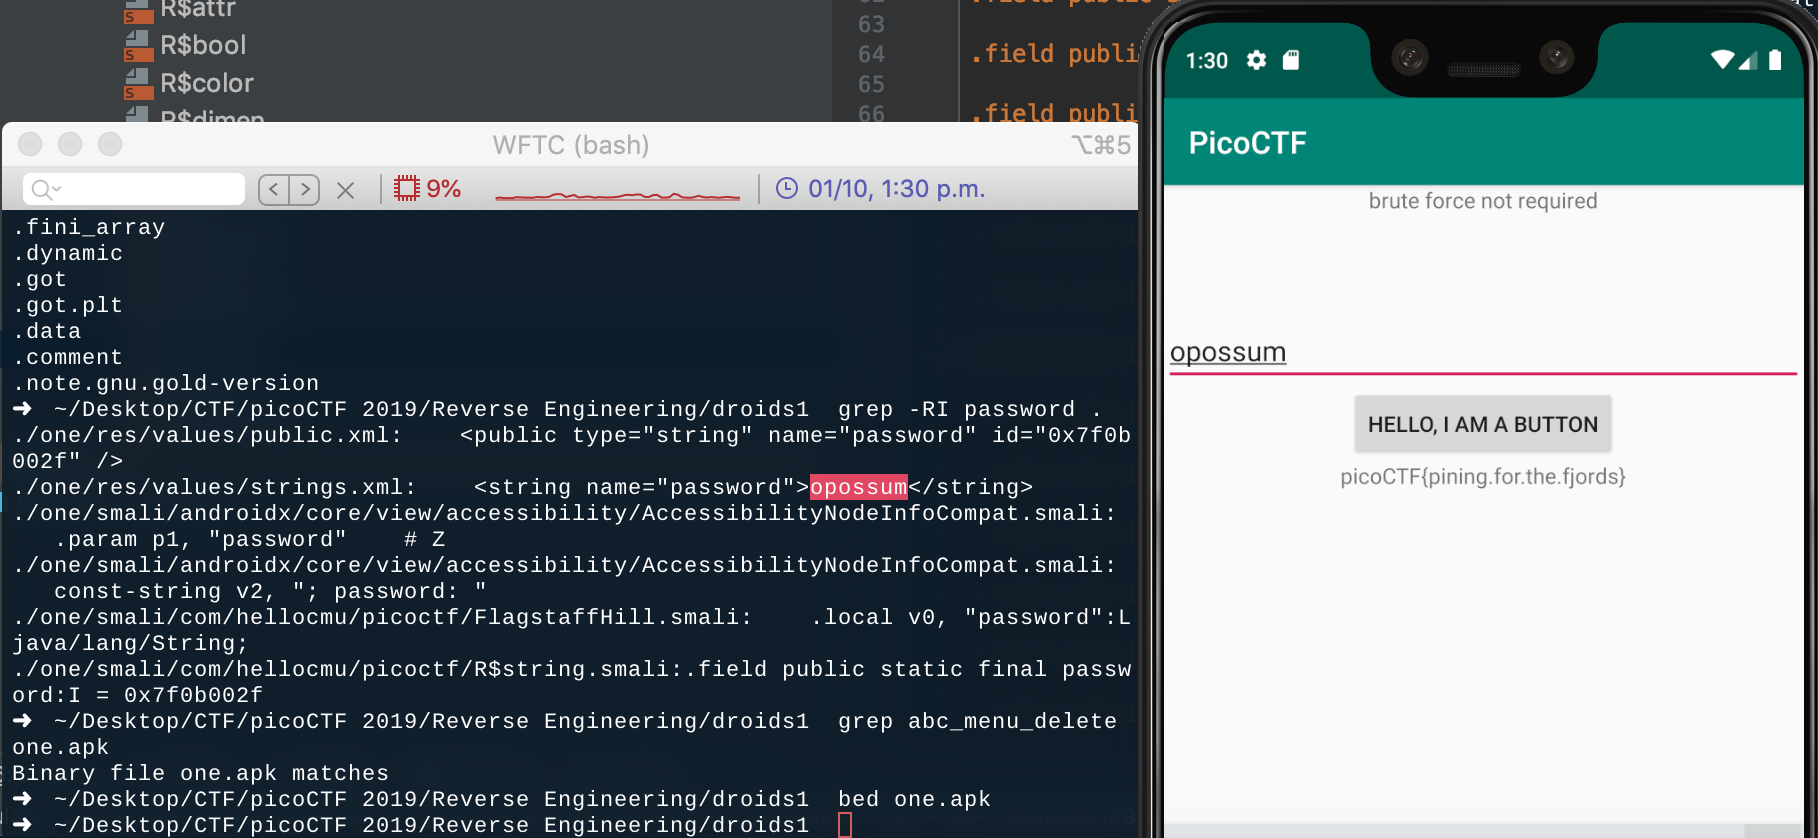 R$attr
R$bool
R$color
R$dimen
63
64
65
66
.field public
.field publi
.field publi
WFTC (bash)
⌥⌘5
9%
01/10, 1:30 p.m.
.fini_array
.dynamic
.got
.got.plt
.data
.comment
.note.gnu.gold-version
➜  ~/Desktop/CTF/picoCTF 2019/Reverse Engineering/droids1  grep -RI password .
./one/res/values/public.xml:    <public type="string" name="password" id="0x7f0b
002f" />
./one/res/values/strings.xml:    <string name="password">opossum</string>
./one/smali/androidx/core/view/accessibility/AccessibilityNodeInfoCompat.smali:
   .param p1, "password"    # Z
./one/smali/androidx/core/view/accessibility/AccessibilityNodeInfoCompat.smali:
   const-string v2, "; password: "
./one/smali/com/hellocmu/picoctf/FlagstaffHill.smali:    .local v0, "password":L
java/lang/String;
./one/smali/com/hellocmu/picoctf/R$string.smali:.field public static final passw
ord:I = 0x7f0b002f
➜  ~/Desktop/CTF/picoCTF 2019/Reverse Engineering/droids1  grep abc_menu_delete
one.apk
Binary file one.apk matches
➜  ~/Desktop/CTF/picoCTF 2019/Reverse Engineering/droids1  bed one.apk
➜  ~/Desktop/CTF/picoCTF 2019/Reverse Engineering/droids1
1:30
PicoCTF
brute force not required
opossum
HELLO, I AM A BUTTON
picoCTF{pining.for.the.fjords}